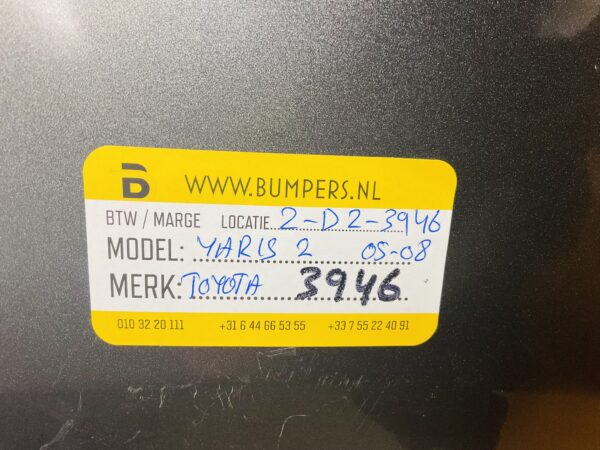 WWW.BUMPERS.NL
BTW / MARGE LOCATIE 2-D2-3946
MODEL: YARIS 2 05-08
MERK: TOYOTA 3946
010 32 20 111 +31 6 44 66 53 55 +33 7 55 22 40 91